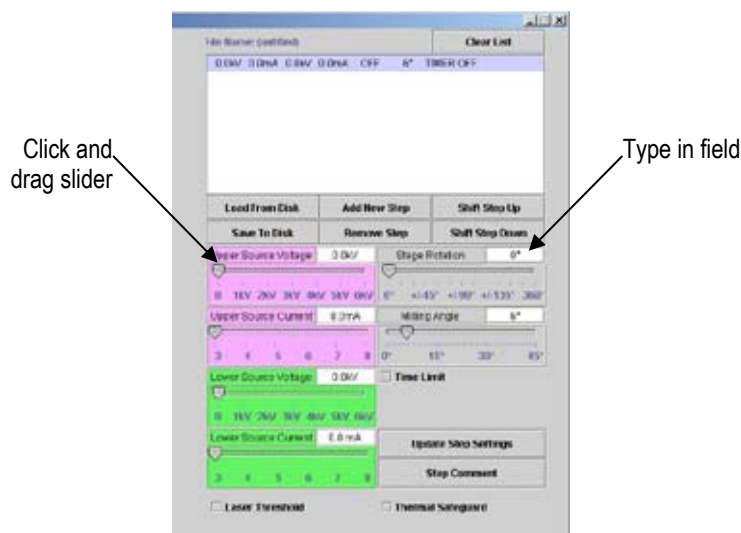 File Name: (untitled)
Clear List
0.0kV 0.0mA 0.0kV 0.0mA OFF 6° TIMER OFF
Click and
drag slider
Type in field
Load From Disk
Add New Step
Shift Step Up
Save To Disk
Remove Step
Shift Step Down
Upper Source Voltage
0.0kV
Stage Rotation
0°
0 1kV 2kV 3kV 4kV 5kV 6kV
0° +/-45° +/-90° +/-135° 360°
Upper Source Current
0.0mA
Milling Angle
6°
3 4 5 6 7 8
0° 15° 30° 45°
Lower Source Voltage
0.0kV
Time Limit
0 1kV 2kV 3kV 4kV 5kV 6kV
Lower Source Current
0.0 mA
Update Step Settings
3 4 5 6 7 8
Step Comment
Laser Threshold
Thermal Safeguard